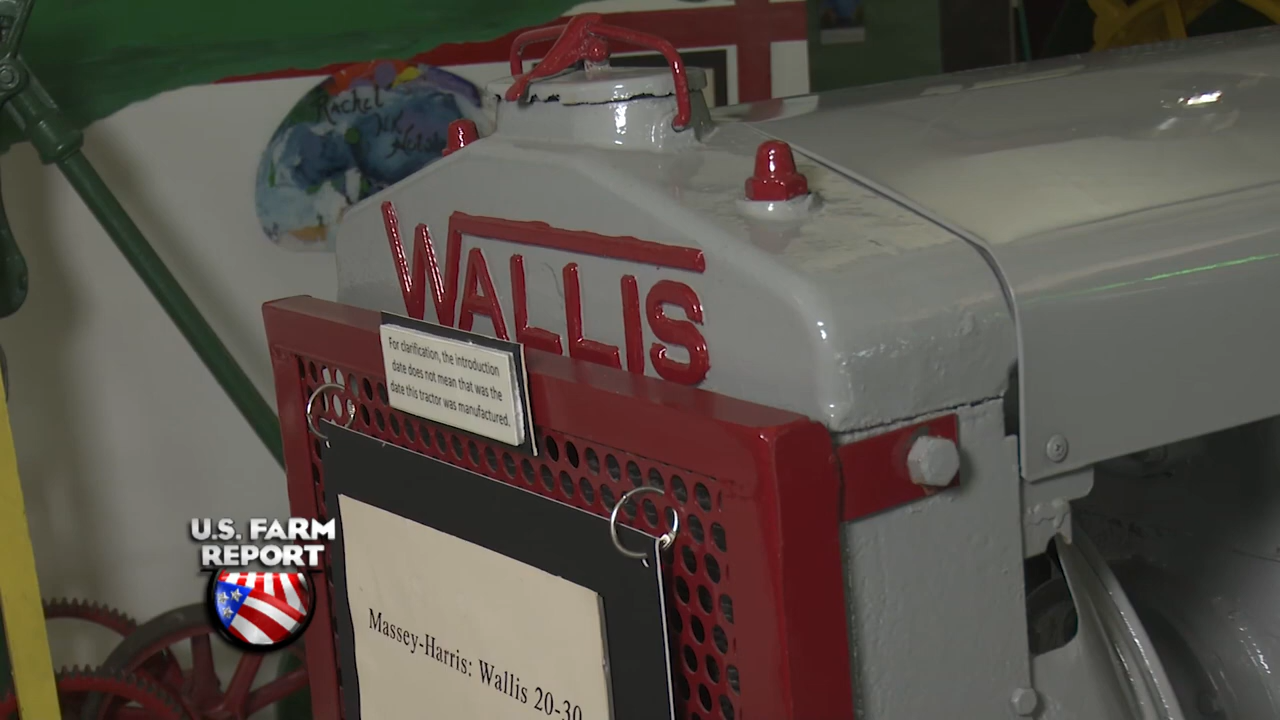 Rachel
WALLIS
For clarification, the introduction
date does not mean that was the
date this tractor was manufactured.
U.S. FARM
REPORT
Massey-Harris: Wallis 20-30